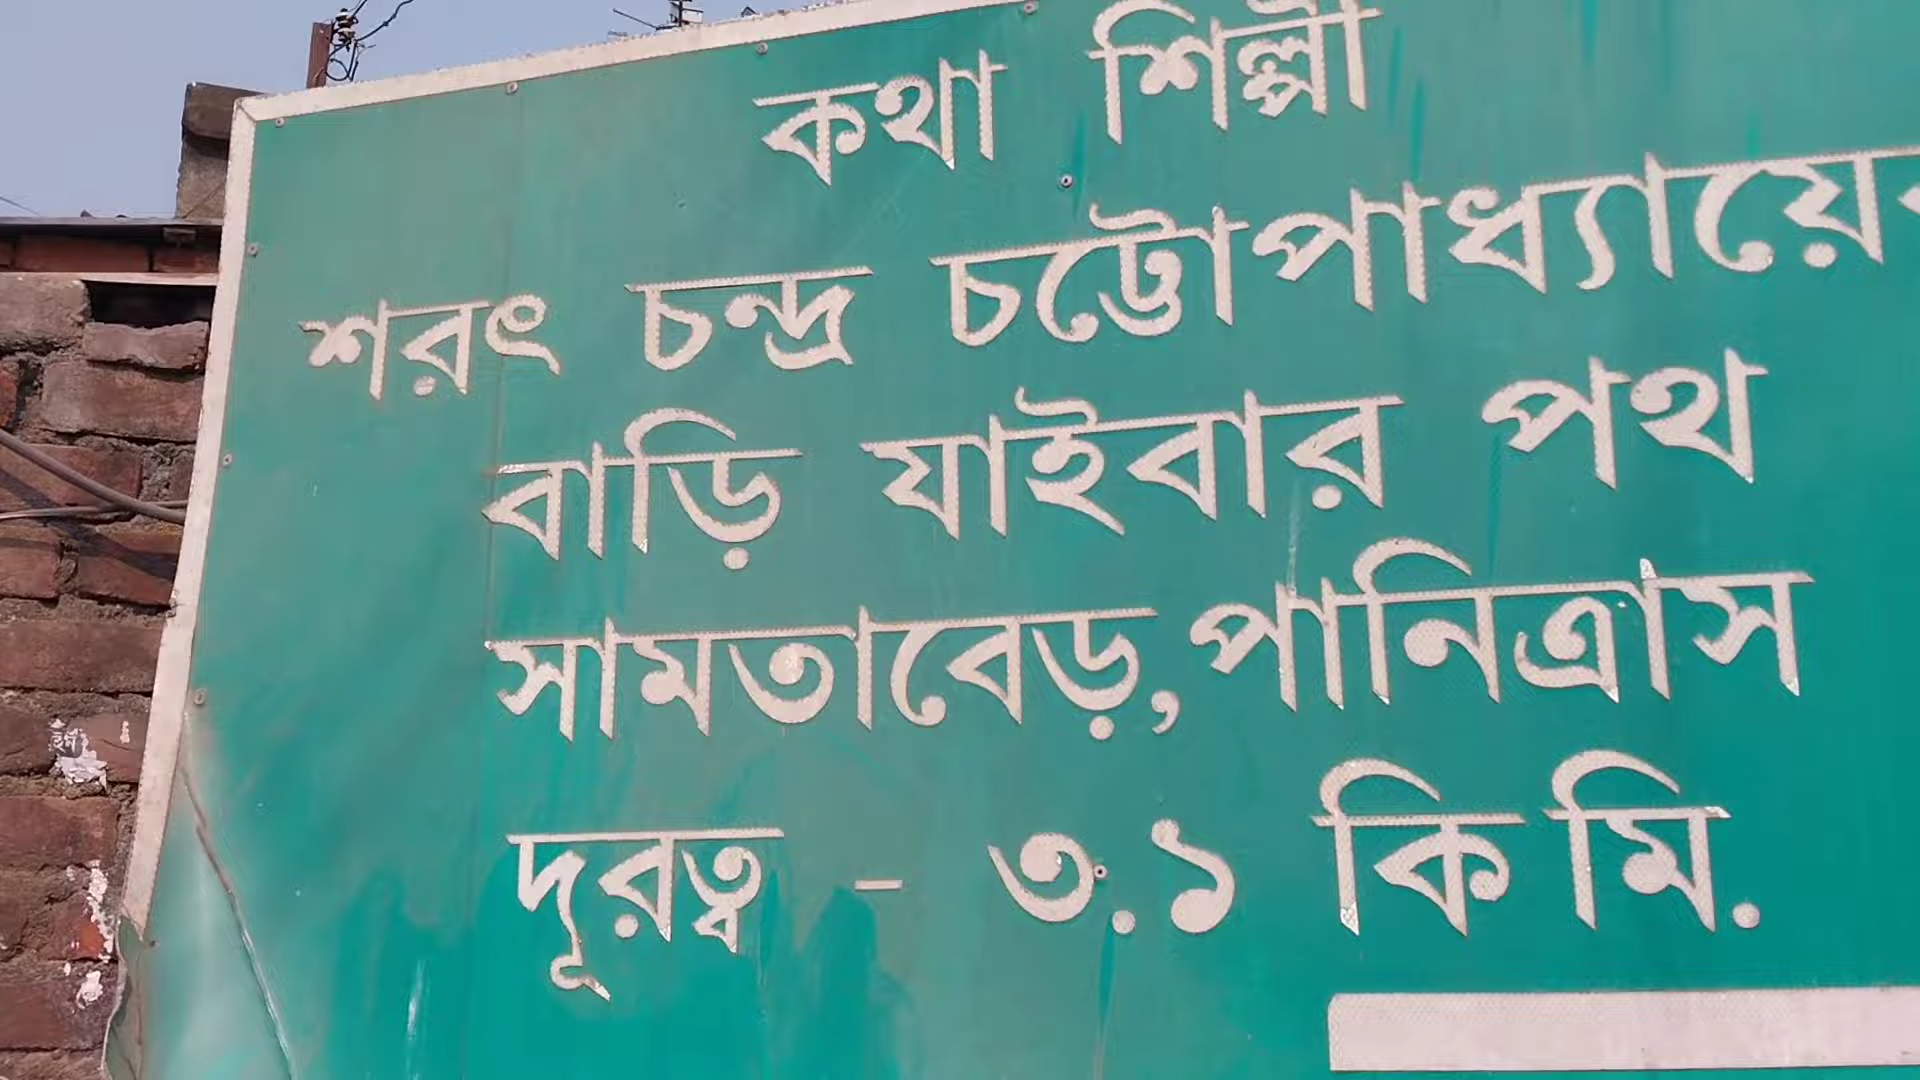 কথা শিল্পী
শরৎ চন্দ্র চট্টোপাধ্যায়ে
বাড়ি যাইবার পথ
সামতাবেড়, পানিত্রাস
দূরত্ব - ৩.১ কি মি.